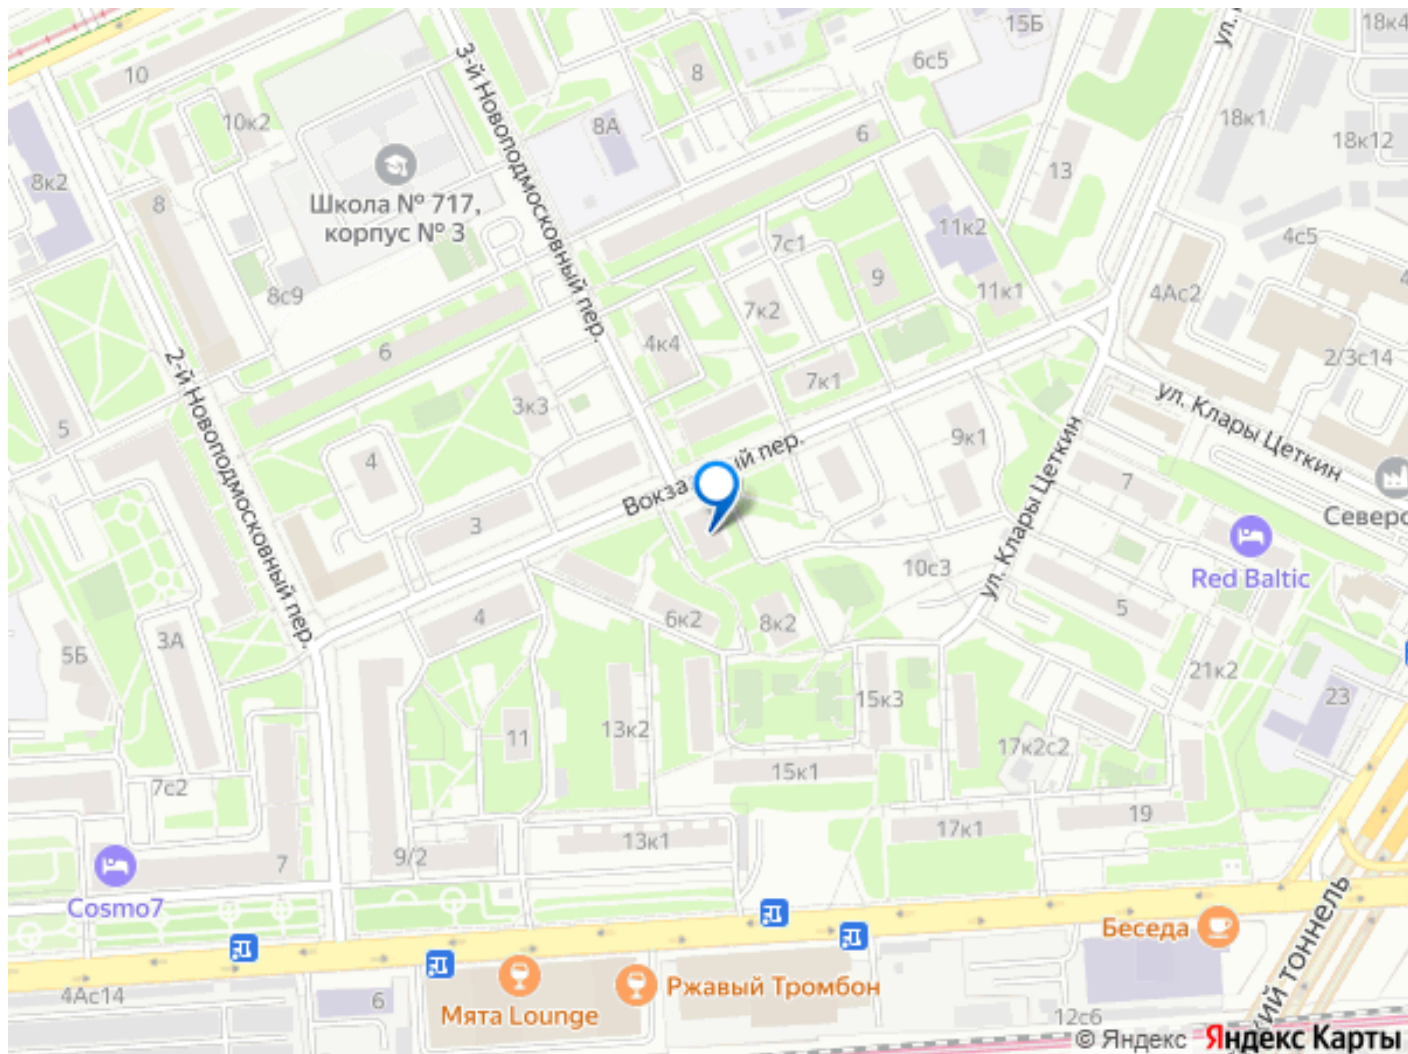 15Б
18к4
ул.
10
8
6с5
3-й Новоподмосковный пер.
10к2
8А
6
18к1
18к12
13
8к2
8
Школа № 717,
корпус № 3
11к2
7с1
4с5
9
8с9
7к2
11к1
4Ас2
4
4к4
6
2/3с14
7к1
2-й Новоподмосковный пер.
3к3
ул. Клары Цеткин
5
9к1
4
Вокза
ый пер.
7
3
Северо
ул. Клары Цеткин
10с3
Red Baltic
5
4
6к2
8к2
3А
5Б
21к2
15к3
23
13к2
11
17к2с2
15к1
7с2
19
17к1
13к1
9/2
7
Cosmo7
Беседа
кий тоннель
Ржавый Тромбон
4Ас14
6
Мята Lounge
12с6
© Яндекс Яндекс Карты